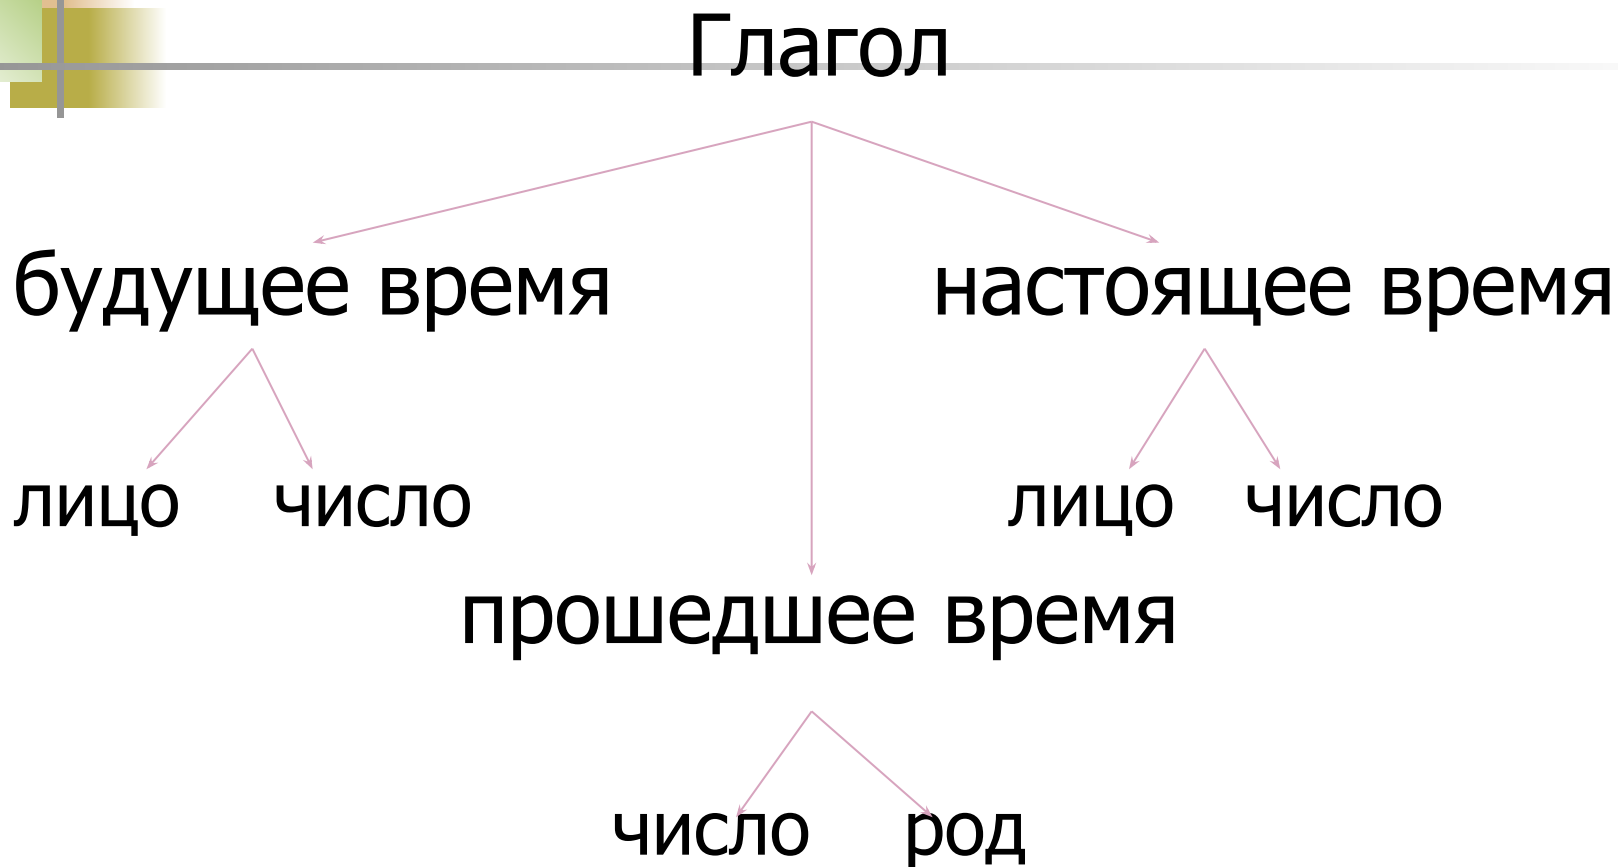 Глагол
будущее время настоящее время
лицо число лицо число
прошедшее время
число род